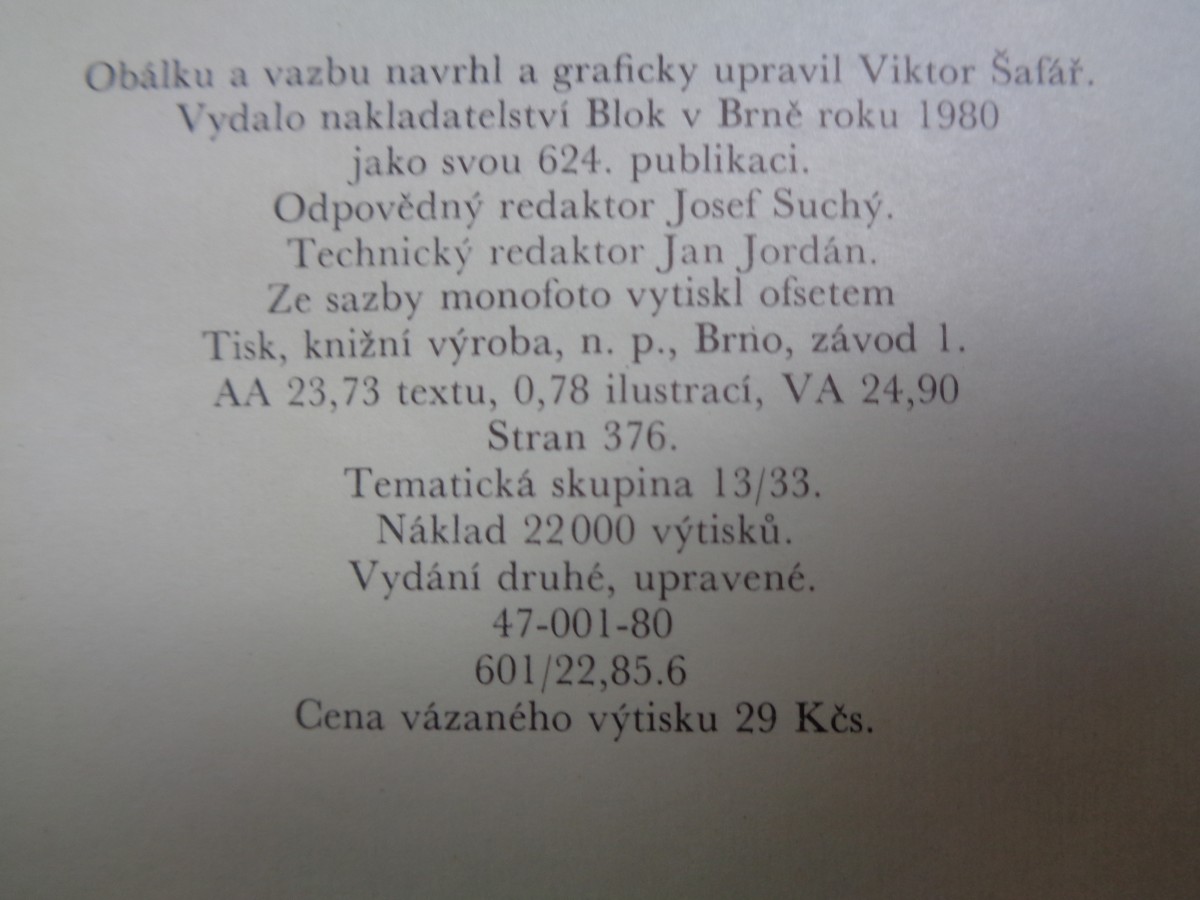 Obálku a vazbu navrhl a graficky upravil Viktor Šafář.
Vydalo nakladatelství Blok v Brně roku 1980
jako svou 624. publikaci.
Odpovědný redaktor Josef Suchý.
Technický redaktor Jan Jordán.
Ze sazby monofoto vytiskl ofsetem
Tisk, knižní výroba, n. p., Brno, závod 1.
AA 23,73 textu, 0,78 ilustrací, VA 24,90
Stran 376.
Tematická skupina 13/33.
Náklad 22 000 výtisků.
Vydání druhé, upravené.
47-001-80
601/22,85.6
Cena vázaného výtisku 29 Kčs.